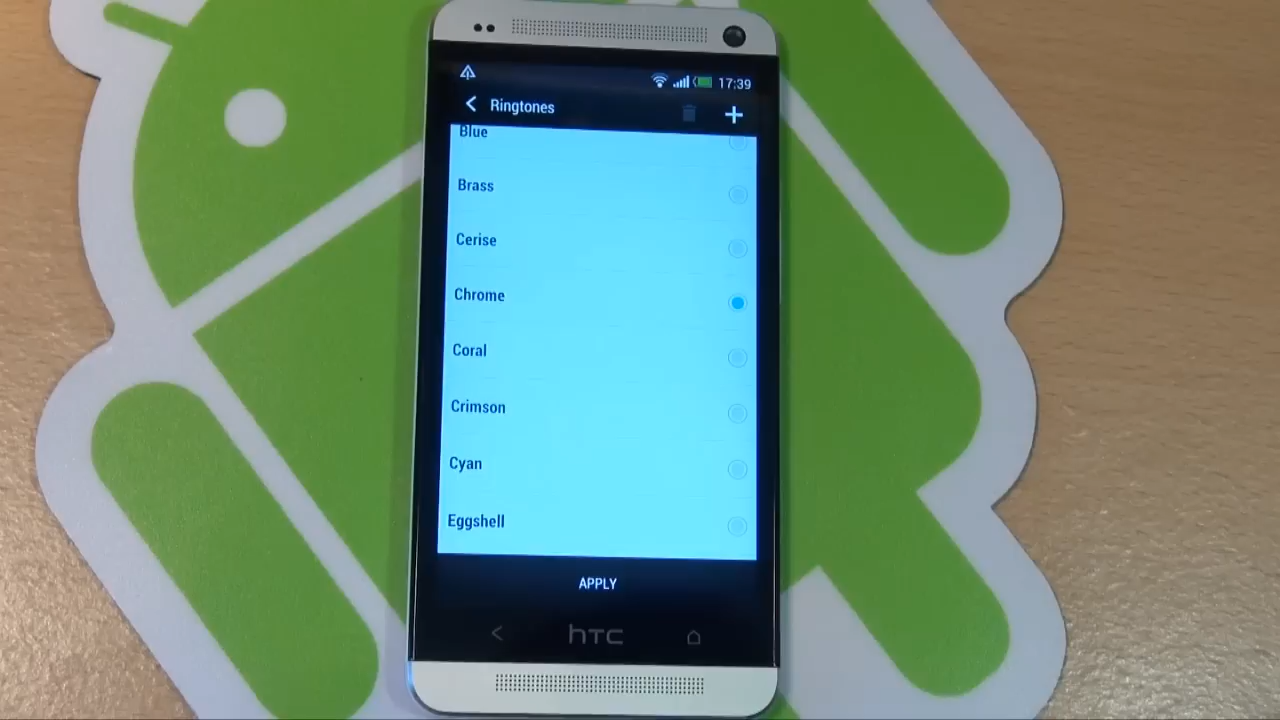 17:39
Ringtones
Blue
Brass
Cerise
Chrome
Coral
Crimson
Cyan
Eggshell
APPLY
hTC